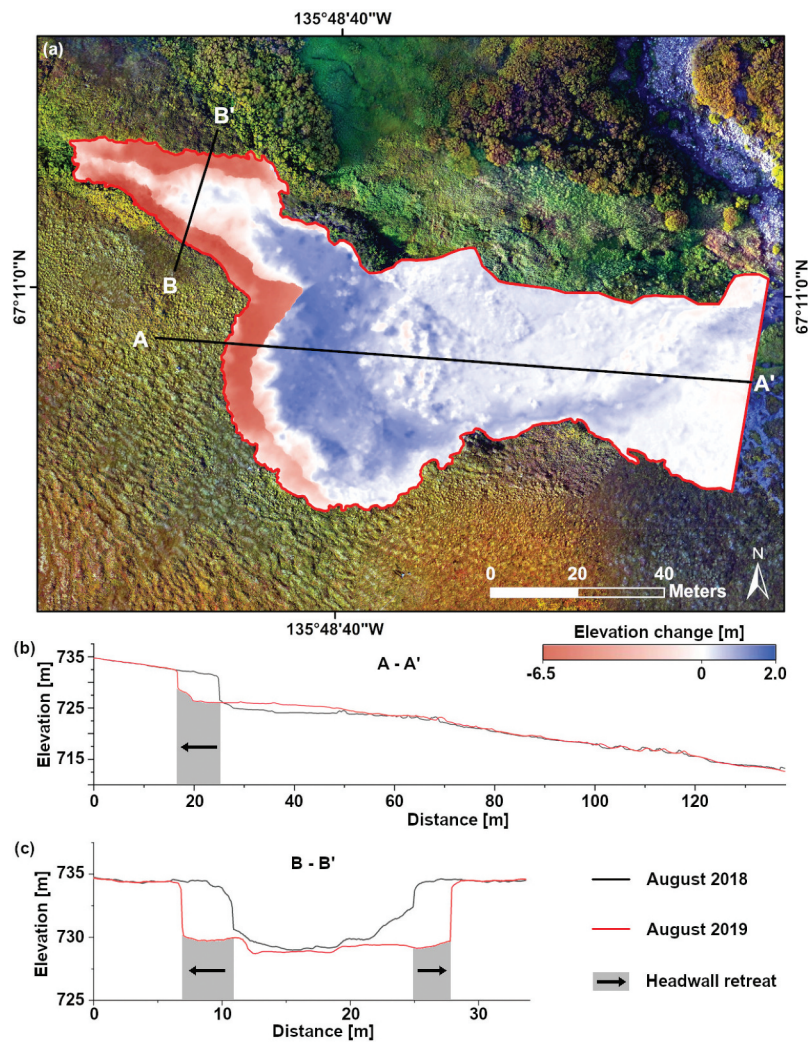 135°48'40"W
(a)
B'
B
A
A'
67°11'0"N
67°11'0"N
N
0 20 40
Meters
135°48'40"W
(b)
A - A'
Elevation change [m]
-6.5 0 2.0
Elevation [m]
735
725
715
0 20 40 60 80 100 120
Distance [m]
(c)
B - B'
Elevation [m]
735
730
725
0 10 20 30
Distance [m]
August 2018
August 2019
Headwall retreat